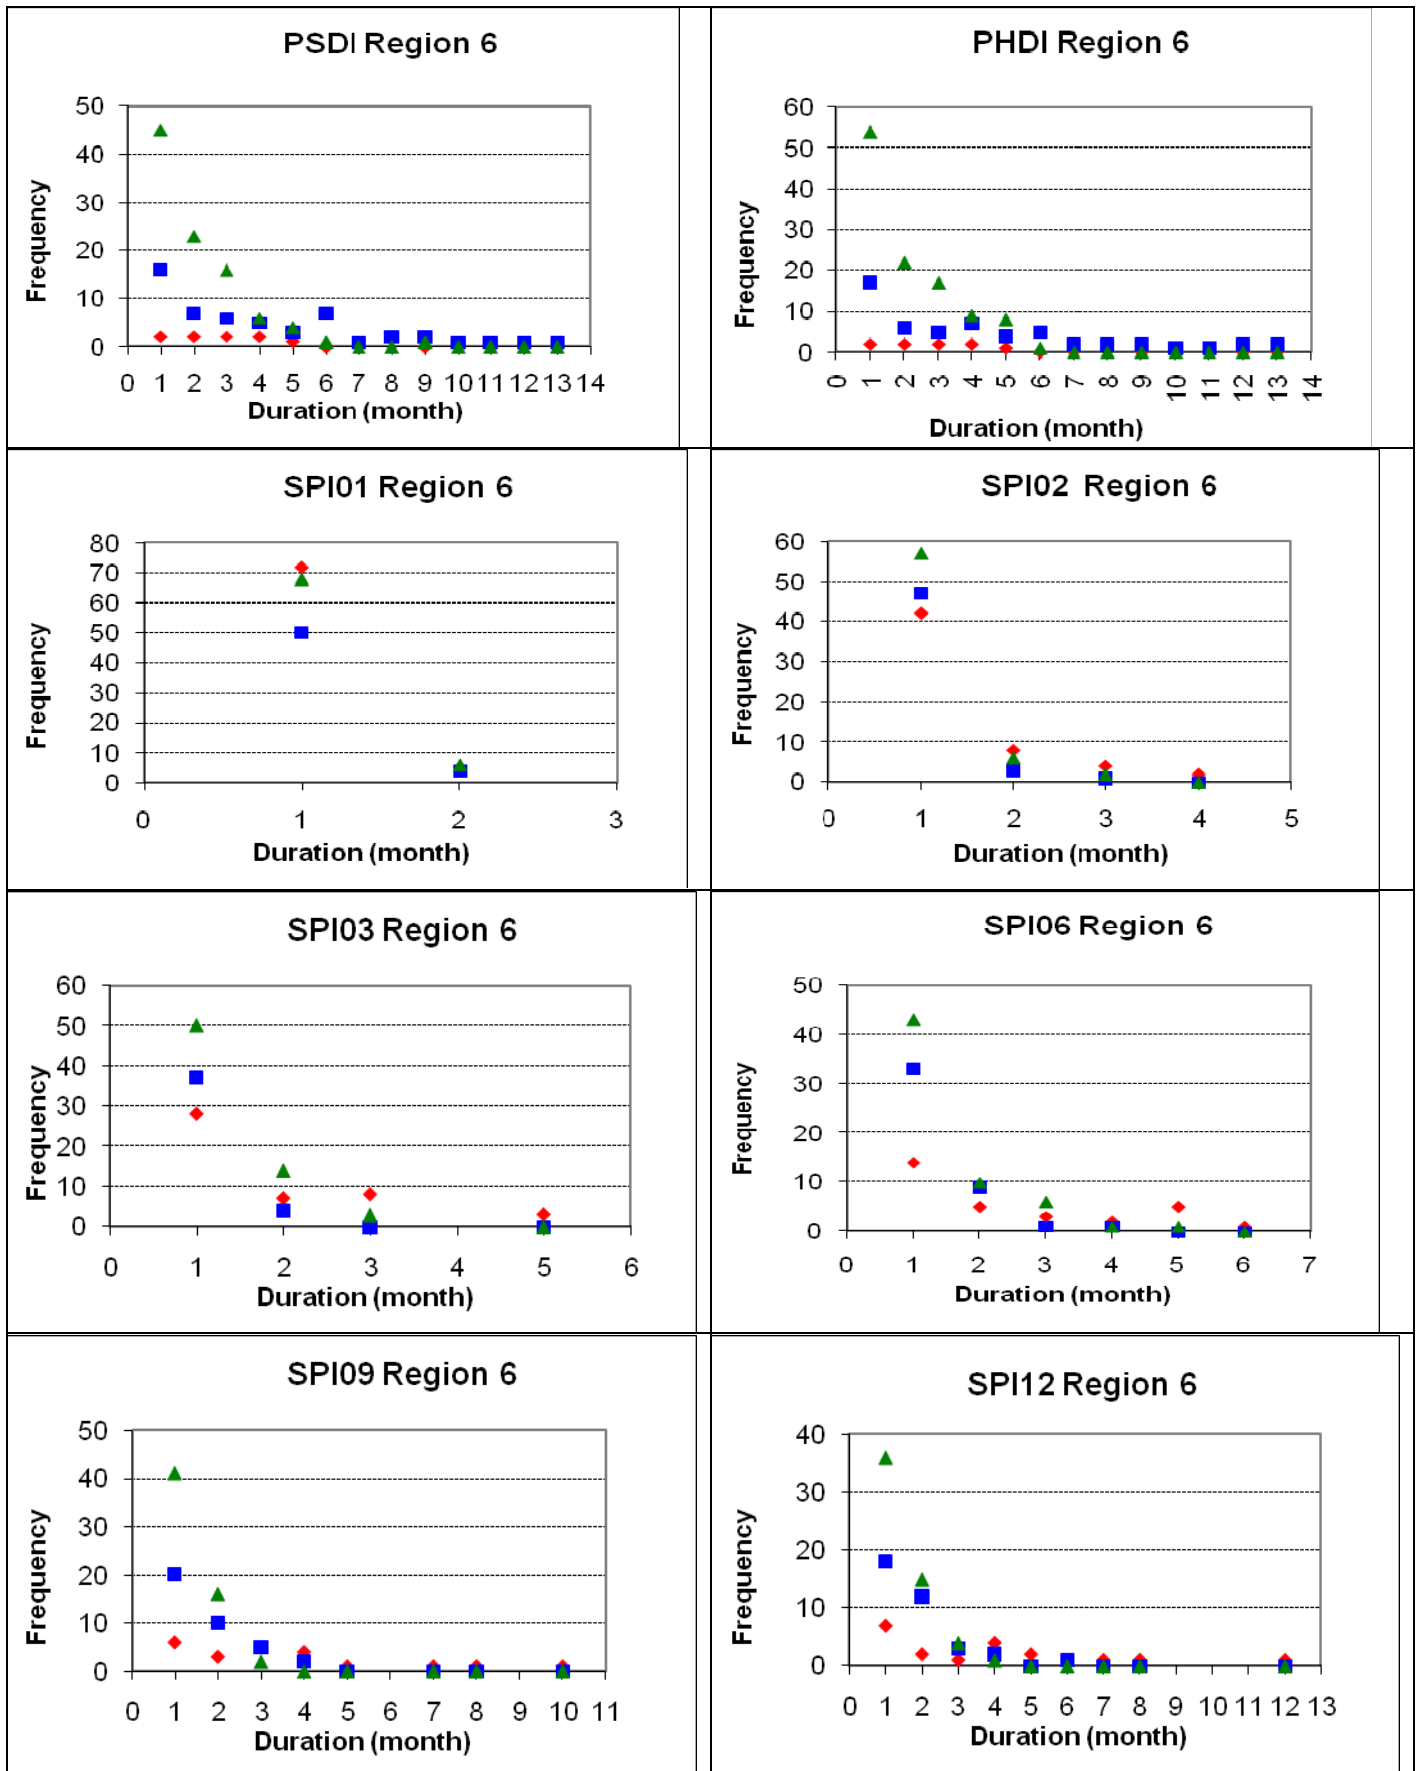 PSDI Region 6
50
40
30
20
10
0
Frequency
0 1 2 3 4 5 6 7 8 9 10 11 12 13 14
Duration (month)
PHDI Region 6
60
50
40
30
20
10
0
Frequency
0 1 2 3 4 5 6 7 8 9 10 11 12 13 14
Duration (month)
SPI01 Region 6
80
70
60
50
40
30
20
10
0
Frequency
0 1 2 3
Duration (month)
SPI02 Region 6
60
50
40
30
20
10
0
Frequency
0 1 2 3 4 5
Duration (month)
SPI03 Region 6
60
50
40
30
20
10
0
Frequency
0 1 2 3 4 5 6
Duration (month)
SPI06 Region 6
50
40
30
20
10
0
Frequency
0 1 2 3 4 5 6 7
Duration (month)
SPI09 Region 6
50
40
30
20
10
0
Frequency
0 1 2 3 4 5 6 7 8 9 10 11
Duration (month)
SPI12 Region 6
40
30
20
10
0
Frequency
0 1 2 3 4 5 6 7 8 9 10 11 12 13
Duration (month)